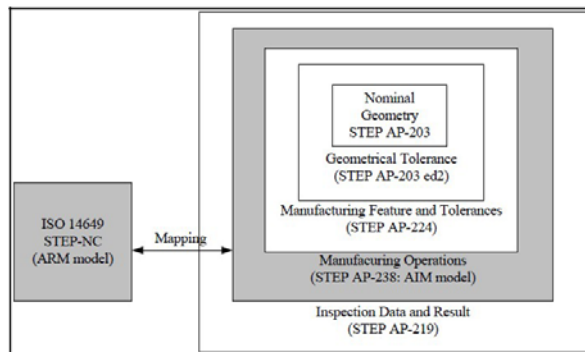 Nominal
Geometry
STEP AP-203
Geometrical Tolerance
(STEP AP-203 ed2)
Manufacturing Feature and Tolerances
(STEP AP-224)
ISO 14649
STEP-NC
(ARM model)
Mapping
Manufacuring Operations
(STEP AP-238: AIM model)
Inspection Data and Result
(STEP AP-219)